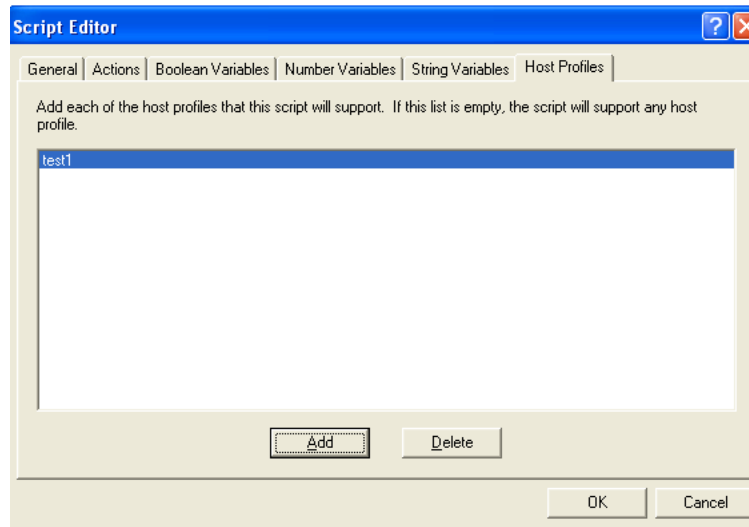 Script Editor
General Actions Boolean Variables Number Variables String Variables Host Profiles
Add each of the host profiles that this script will support. If this list is empty, the script will support any host
profile.
test1
Add Delete
OK Cancel